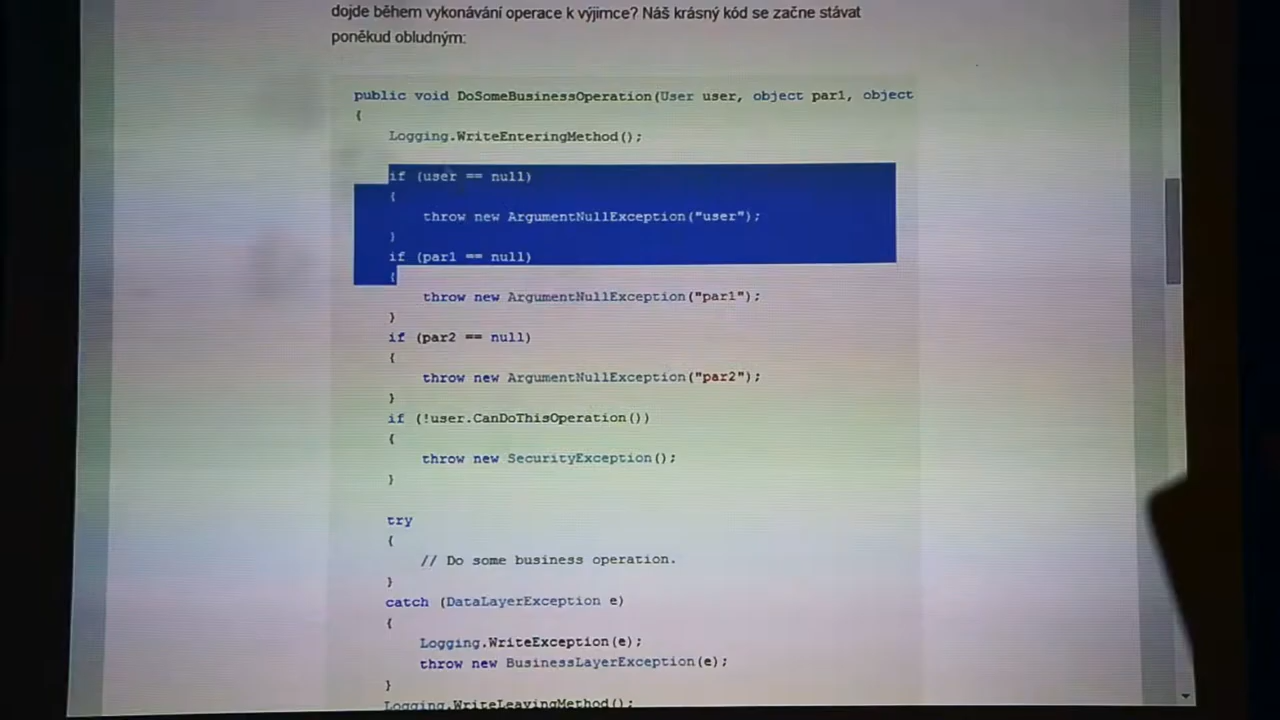 dojde během vykonávání operace k výjimce? Náš krásný kód se začne stávat
poněkud obludným:
public void DoSomeBusinessOperation(User user, object par1, object
{
Logging.WriteEnteringMethod();
if (user == null)
{
throw new ArgumentNullException("user");
}
if (par1 == null)
{
throw new ArgumentNullException("par1");
}
if (par2 == null)
{
throw new ArgumentNullException("par2");
}
if (!user.CanDoThisOperation())
{
throw new SecurityException();
}
try
{
// Do some business operation.
}
catch (DataLayerException e)
{
Logging.WriteException(e);
throw new BusinessLayerException(e);
}
Logging.WriteLeavingMethod();